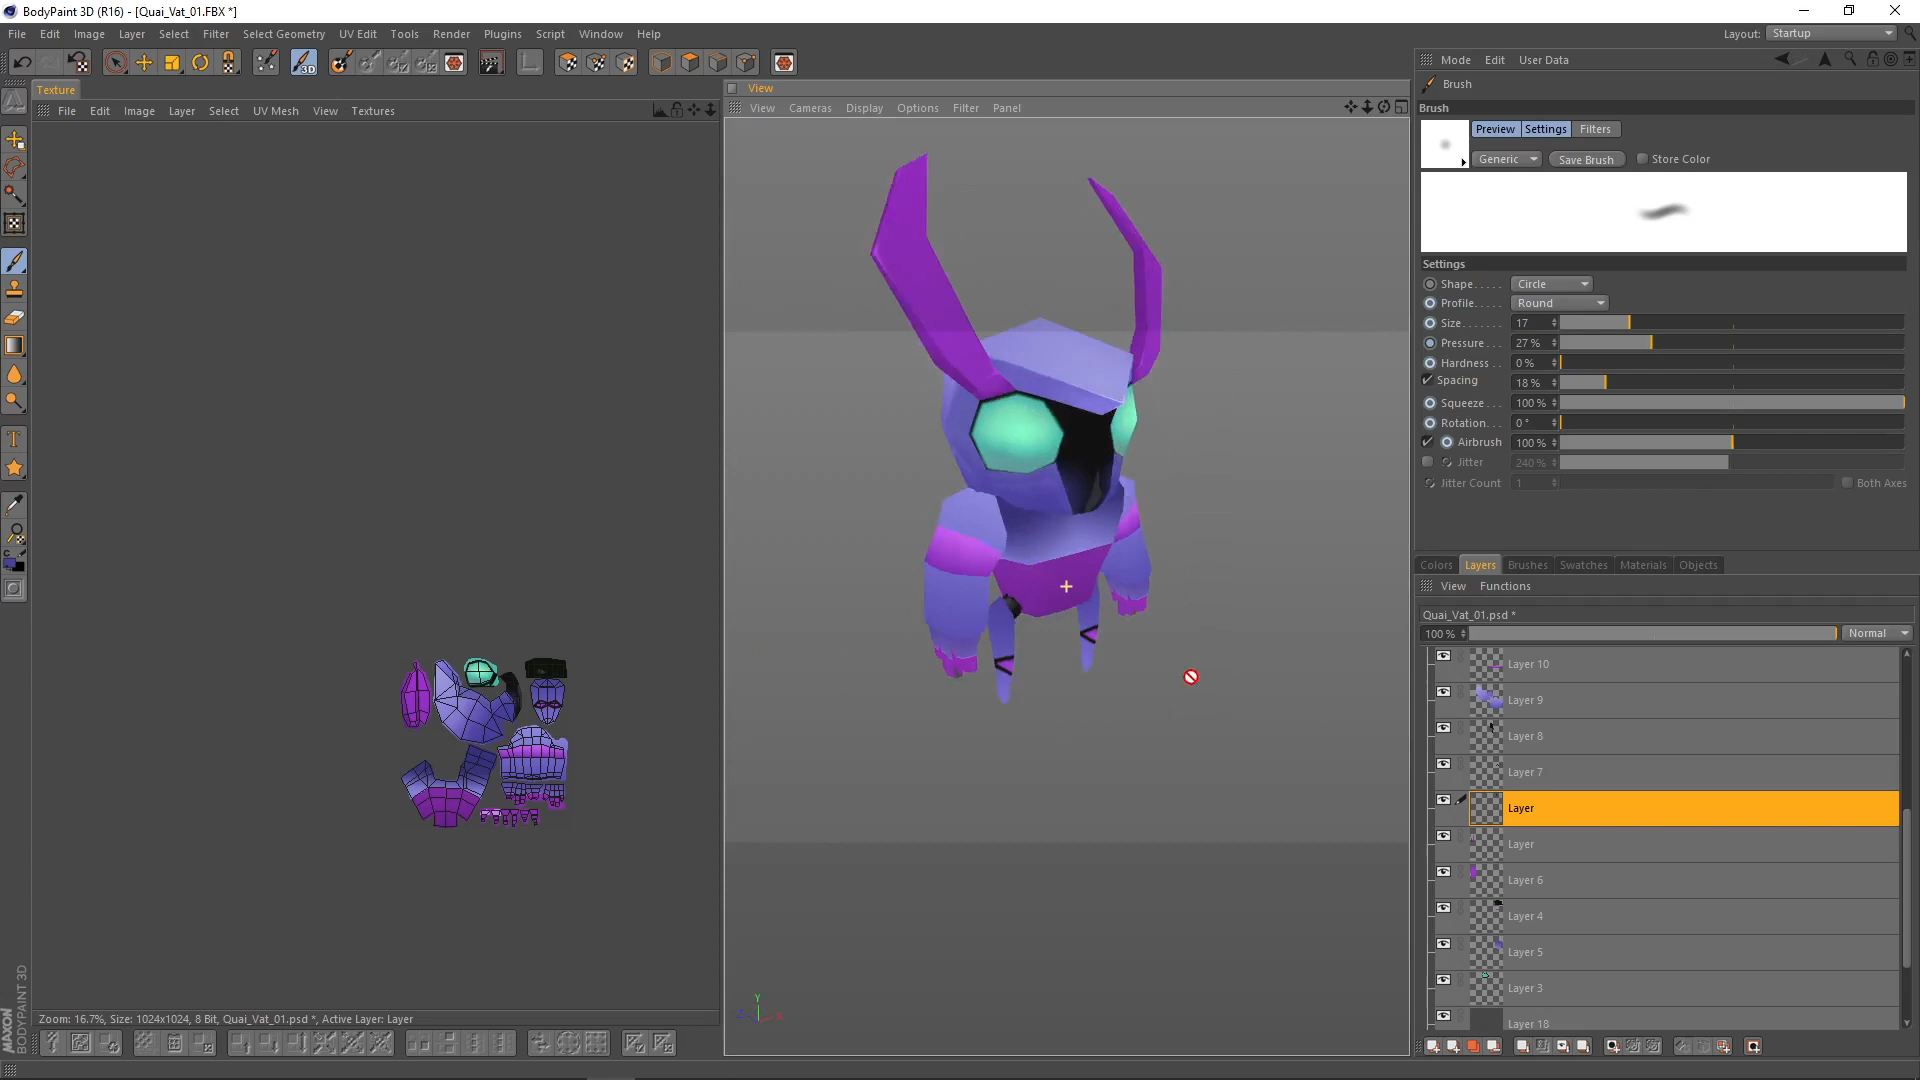 BodyPaint 3D (R16) - [Quai_Vat_01.FBX *]
File Edit Image Layer Select Filter Select Geometry UV Edit Tools Render Plugins Script Window Help
Layout: Startup
Texture
File Edit Image Layer Select UV Mesh View Textures
View
View Cameras Display Options Filter Panel
Mode Edit User Data
Brush
Brush
Preview Settings Filters
Generic Save Brush Store Color
Settings
Shape..... Circle
Profile..... Round
Size....... 17
Pressure... 27 %
Hardness.. 0 %
Spacing 18 %
Squeeze... 100 %
Rotation... 0 °
Airbrush 100 %
Jitter 240 %
Jitter Count 1 Both Axes
Colors Layers Brushes Swatches Materials Objects
View Functions
Quai_Vat_01.psd *
100 % Normal
Layer 10
Layer 9
Layer 8
Layer 7
Layer
Layer
Layer 6
Layer 4
Layer 5
Layer 3
Layer 18
Y
Z X
3D
T
C
MAXON
BODYPAINT 3D
Zoom: 16.7%, Size: 1024x1024, 8 Bit, Quai_Vat_01.psd *, Active Layer: Layer